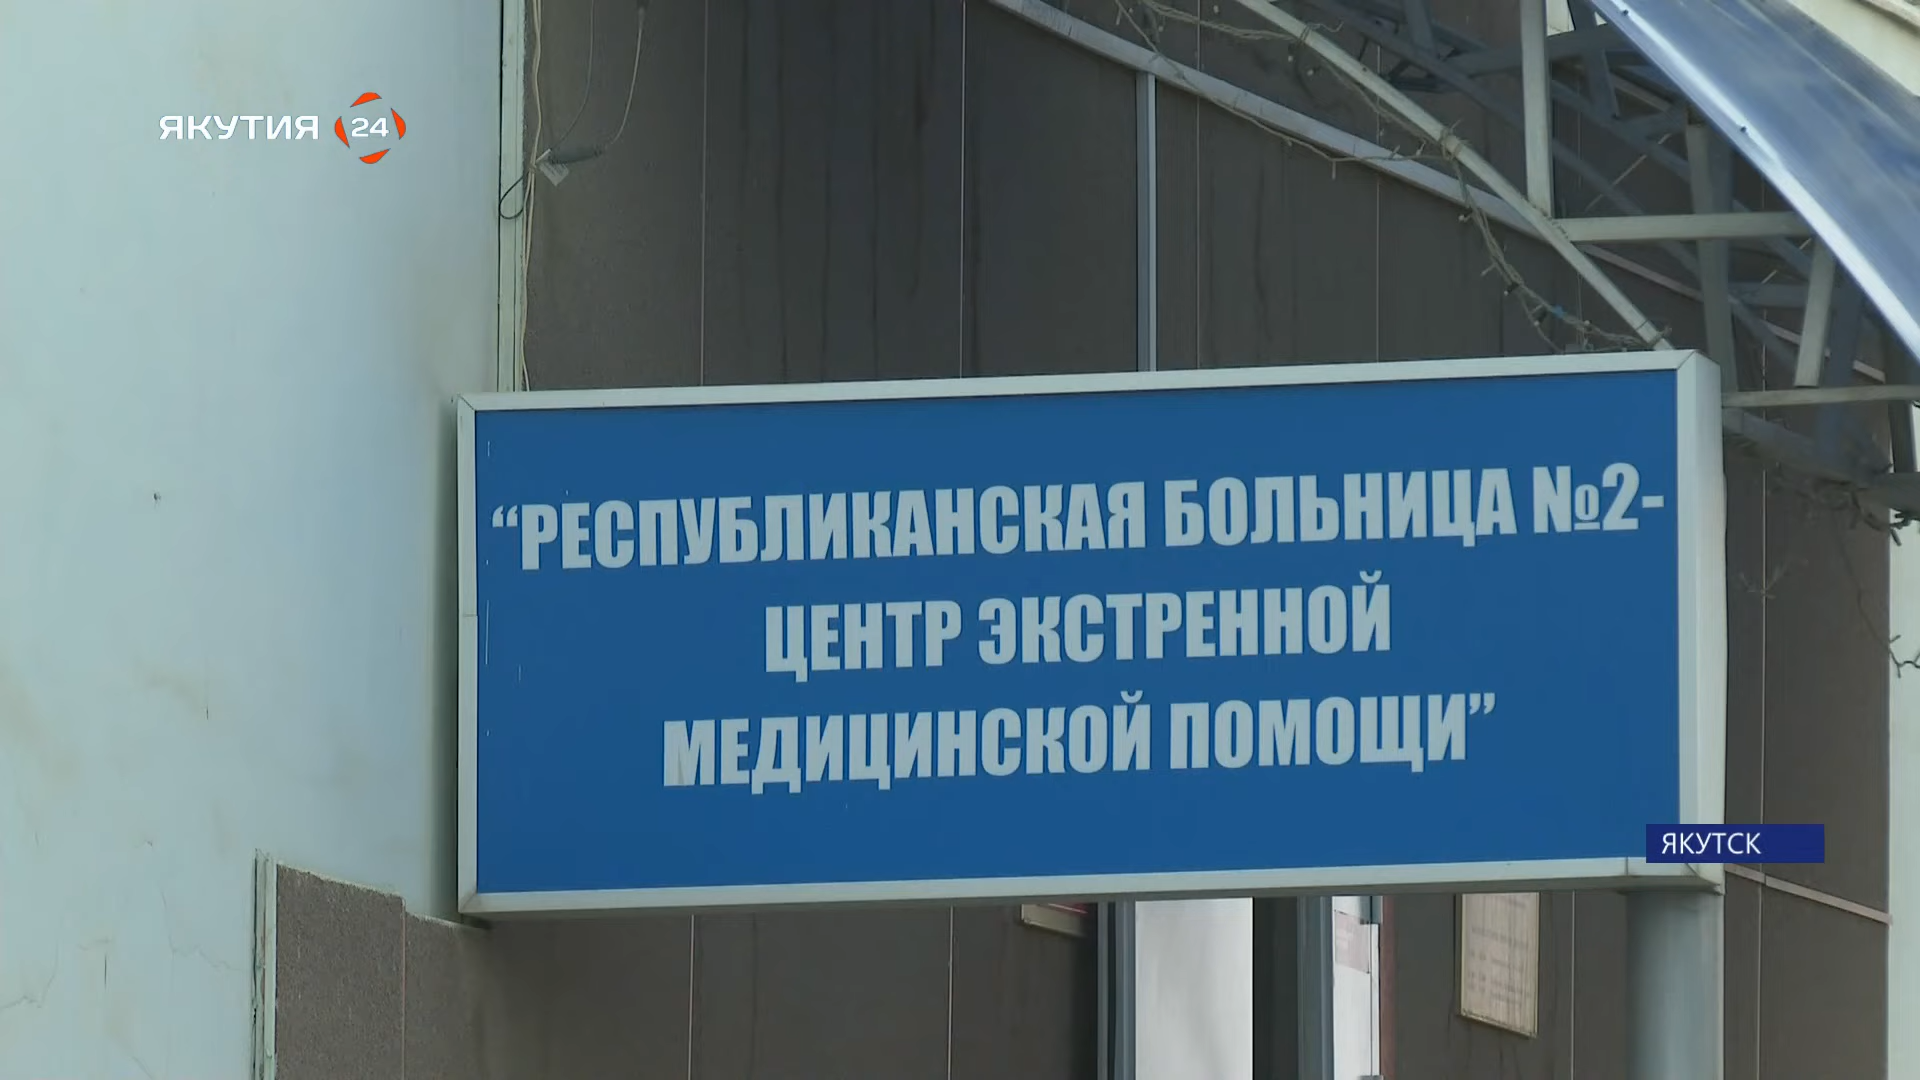 ЯКУТИЯ 24
“РЕСПУБЛИКАНСКАЯ БОЛЬНИЦА №2-
ЦЕНТР ЭКСТРЕННОЙ
МЕДИЦИНСКОЙ ПОМОЩИ”
ЯКУТСК